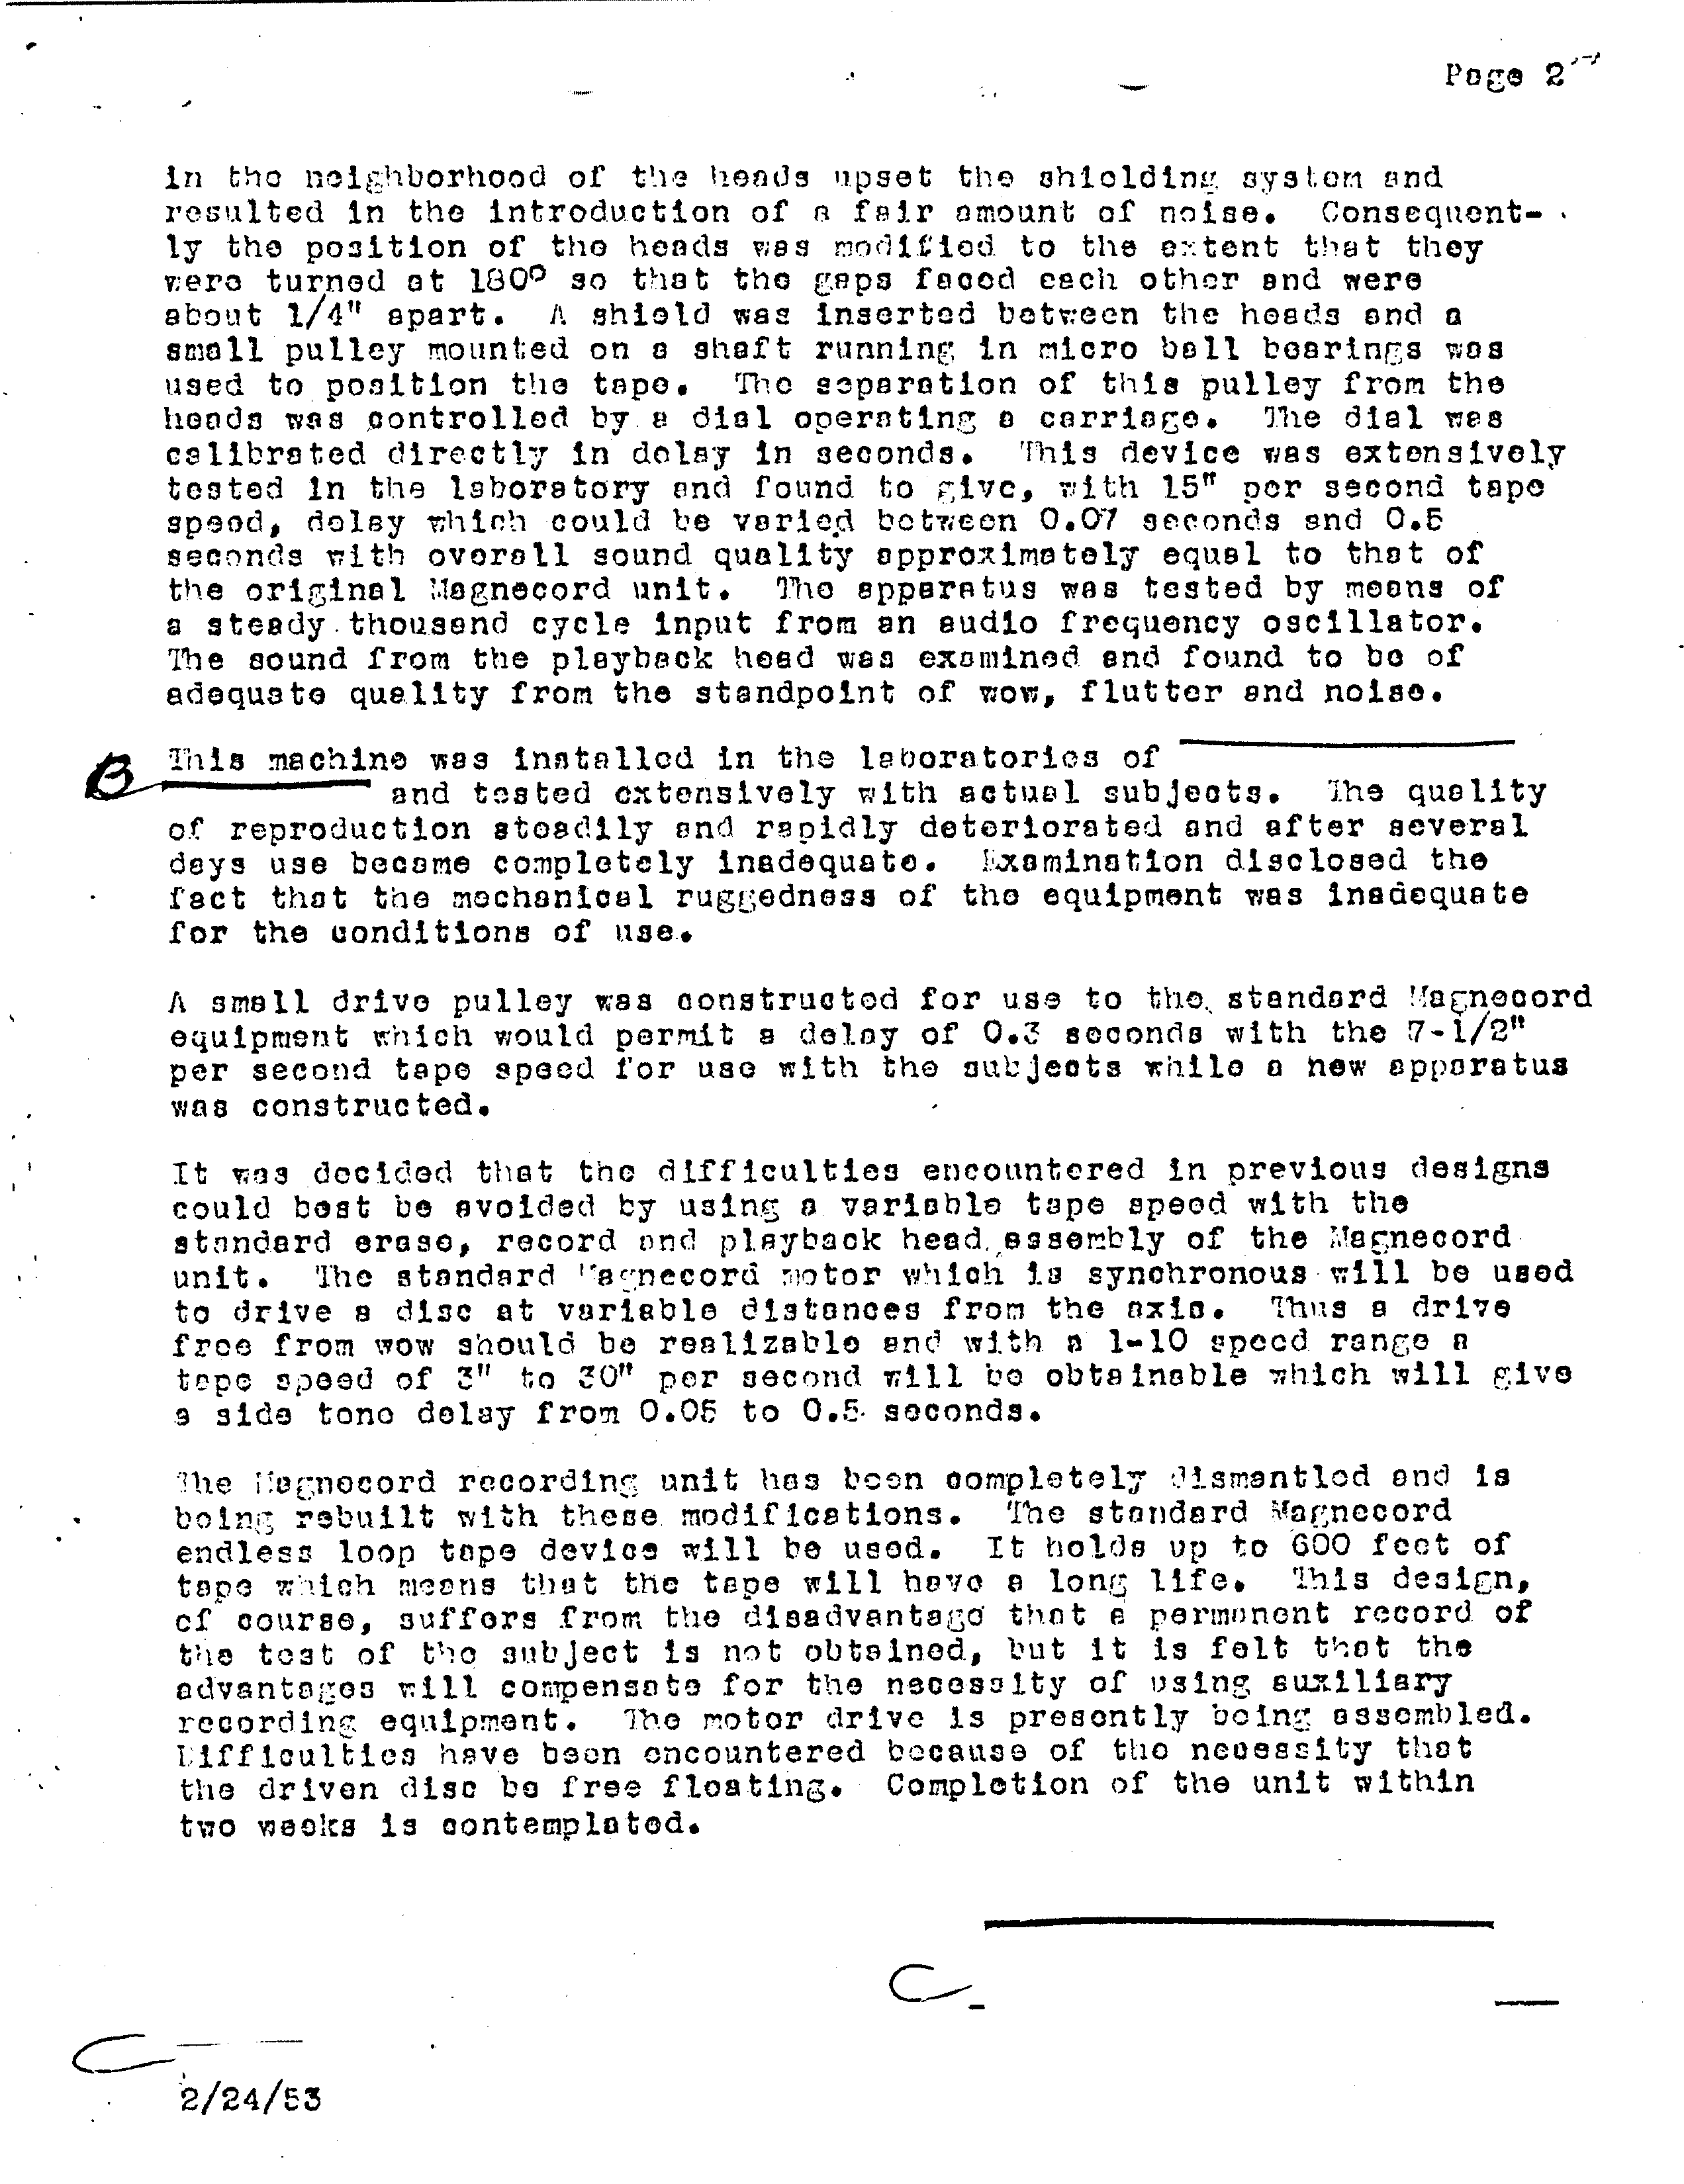 Page 2
in the neighborhood of the heads upset the shielding system and
resulted in the introduction of a fair amount of noise. Consequent-
ly the position of the heads was modified to the extent that they
were turned at 180° so that the gaps faced each other and were
about 1/4" apart. A shield was inserted between the heads and a
small pulley mounted on a shaft running in micro ball bearings was
used to position the tape. The separation of this pulley from the
heads was controlled by a dial operating a carriage. The dial was
calibrated directly in delay in seconds. This device was extensively
tested in the laboratory and found to give, with 15" per second tape
speed, delay which could be varied between 0.07 seconds and 0.5
seconds with overall sound quality approximately equal to that of
the original Magnecord unit. The apparatus was tested by means of
a steady thousand cycle input from an audio frequency oscillator.
The sound from the playback head was examined and found to be of
adequate quality from the standpoint of wow, flutter and noise.
B This machine was installed in the laboratories of
and tested extensively with actual subjects. The quality
of reproduction steadily and rapidly deteriorated and after several
days use became completely inadequate. Examination disclosed the
fact that the mechanical ruggedness of the equipment was inadequate
for the conditions of use.
A small drive pulley was constructed for use to the standard Magnecord
equipment which would permit a delay of 0.3 seconds with the 7-1/2"
per second tape speed for use with the subjects while a new apparatus
was constructed.
It was decided that the difficulties encountered in previous designs
could best be avoided by using a variable tape speed with the
standard erase, record and playback head assembly of the Magnecord
unit. The standard Magnecord motor which is synchronous will be used
to drive a disc at variable distances from the axis. Thus a drive
free from wow should be realizable and with a 1-10 speed range a
tape speed of 3" to 30" per second will be obtainable which will give
a side tone delay from 0.05 to 0.5 seconds.
The Magnecord recording unit has been completely dismantled and is
being rebuilt with these modifications. The standard Magnecord
endless loop tape device will be used. It holds up to 600 feet of
tape which means that the tape will have a long life. This design,
of course, suffers from the disadvantage that a permanent record of
the test of the subject is not obtained, but it is felt that the
advantages will compensate for the necessity of using auxiliary
recording equipment. The motor drive is presently being assembled.
Difficulties have been encountered because of the necessity that
the driven disc be free floating. Completion of the unit within
two weeks is contemplated.
C
C
2/24/53